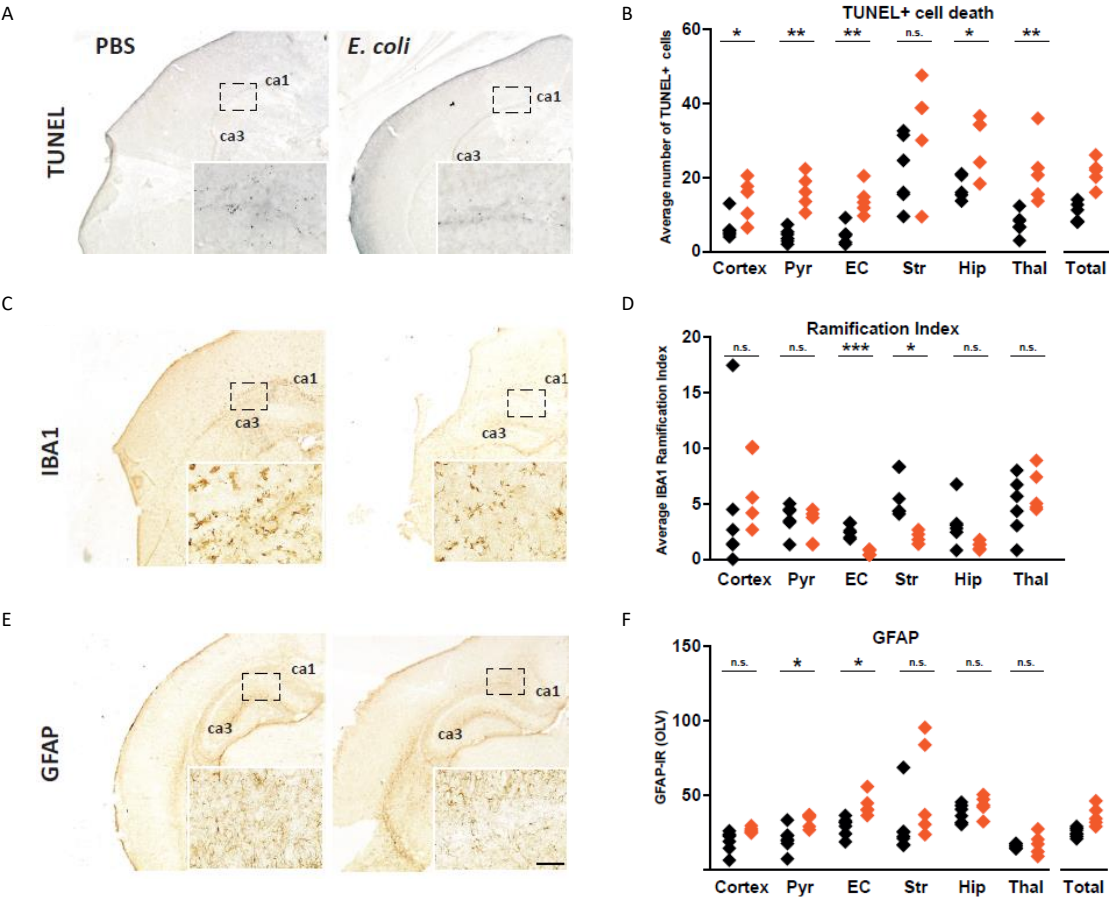 A
PBS
E. coli
TUNEL
ca1
ca3
ca1
ca3
B
TUNEL+ cell death
Average number of TUNEL+ cells
60
40
20
0
* ** ** n.s. * **
Cortex Pyr EC Str Hip Thal Total
C
IBA1
ca1
ca3
ca1
ca3
D
Ramification Index
Average IBA1 Ramification Index
20
15
10
5
0
n.s. n.s. *** * n.s. n.s.
Cortex Pyr EC Str Hip Thal
E
GFAP
ca1
ca3
ca1
ca3
F
GFAP
GFAP-IR (OLV)
150
100
50
n.s. * * n.s. n.s. n.s.
Cortex Pyr EC Str Hip Thal Total